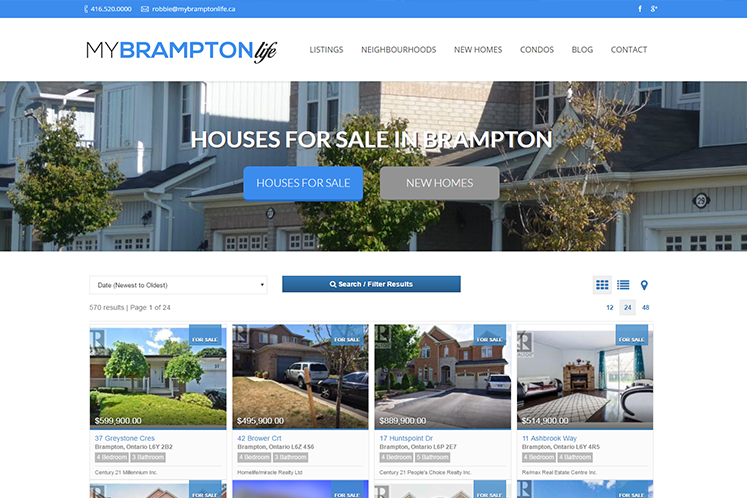 416.520.0000 robbie@mybramptonlife.ca
MYBRAMPTONlife
LISTINGS NEIGHBOURHOODS NEW HOMES CONDOS BLOG CONTACT
HOUSES FOR SALE IN BRAMPTON
HOUSES FOR SALE NEW HOMES
29
Date (Newest to Oldest) Search / Filter Results
570 results | Page 1 of 24 12 24 48
FOR SALE FOR SALE FOR SALE FOR SALE
$599,900.00 $495,900.00 $889,900.00 $514,900.00
37 Greystone Cres 42 Brower Crt 17 Huntspoint Dr 11 Ashbrook Way
Brampton, Ontario L6Y 2B2 Brampton, Ontario L6Z 4S6 Brampton, Ontario L6P 2E7 Brampton, Ontario L6Y 4R5
4 Bedroom 3 Bathroom 4 Bedroom 3 Bathroom 4 Bedroom 5 Bathroom 4 Bedroom 3 Bathroom
Century 21 Millennium Inc. Homelife/miracle Realty Ltd Century 21 People's Choice Realty Inc. Re/max Real Estate Centre Inc.
FOR SALE FOR SALE FOR SALE FOR SALE